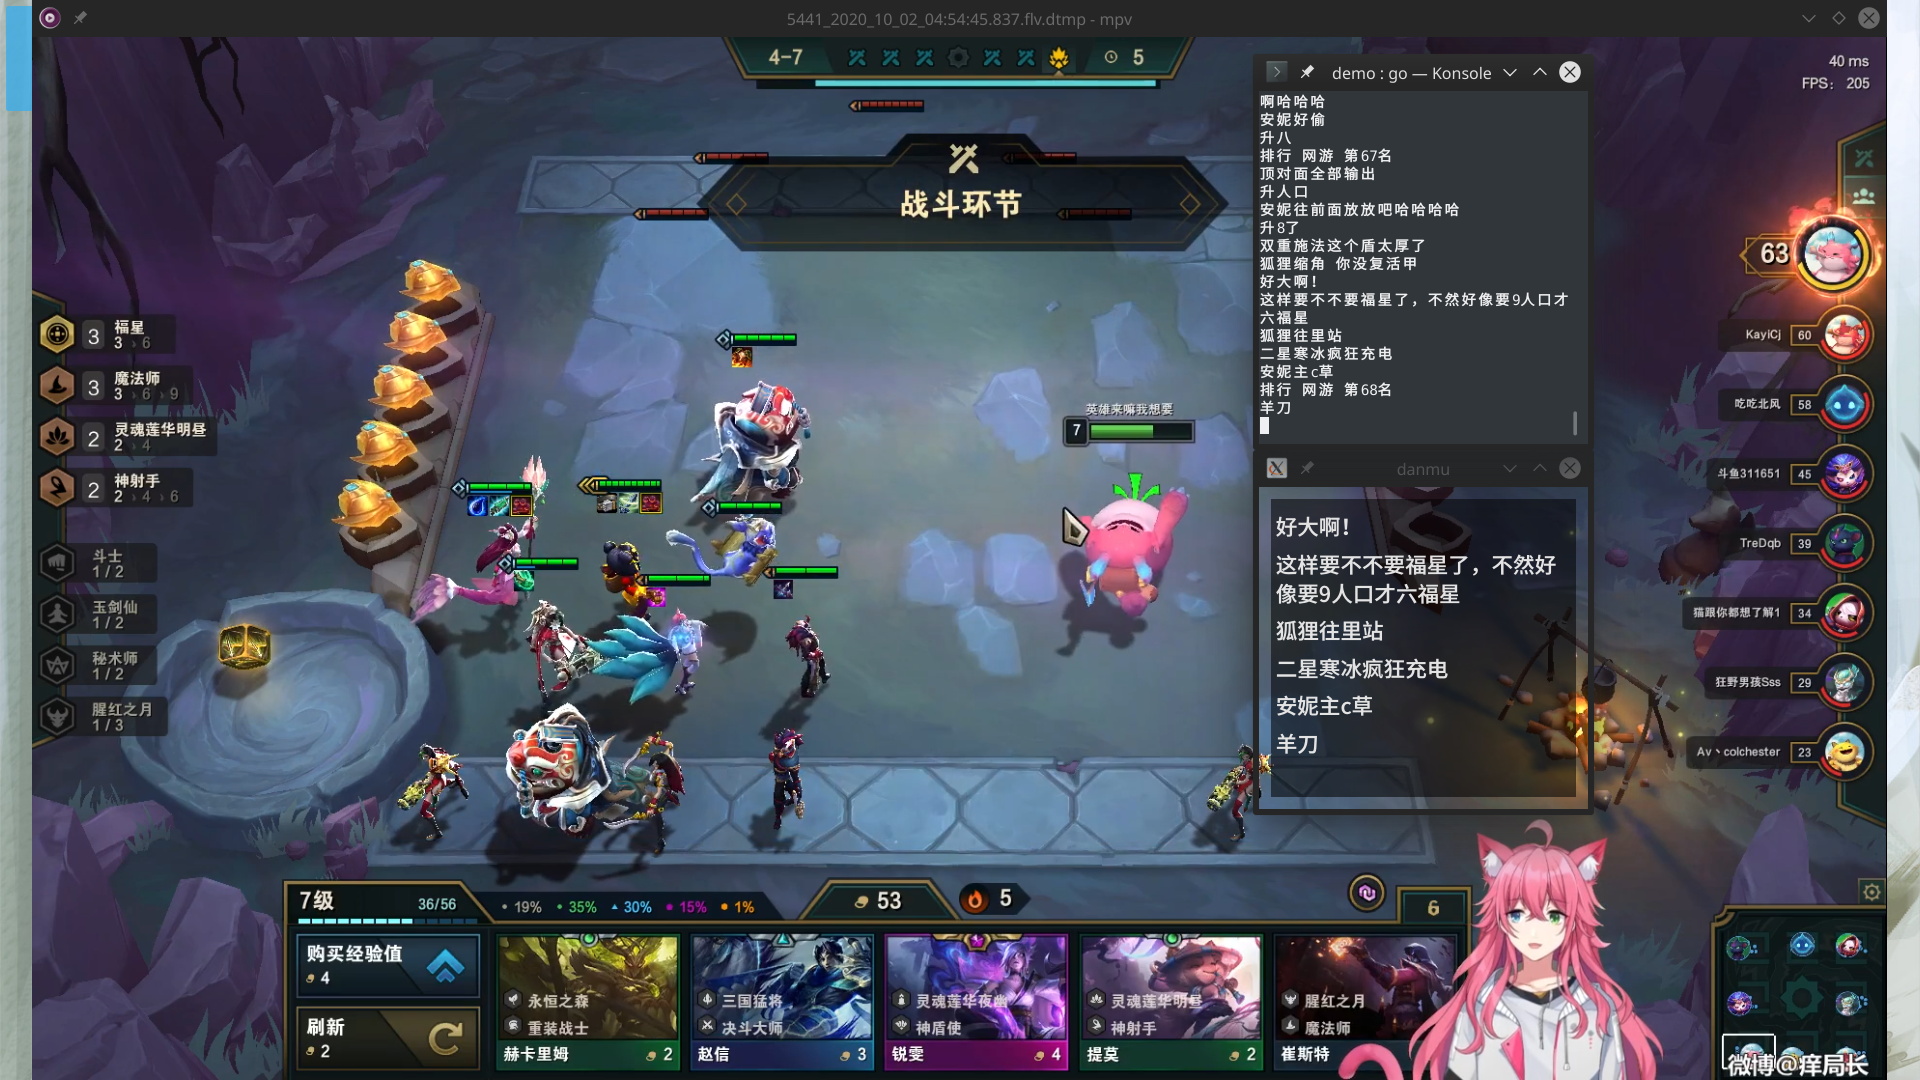 5441_2020_10_02_04:54:45.837.flv.dtmp - mpv
4-7
5
40 ms
FPS: 205
战斗环节
demo : go — Konsole
啊哈哈哈
安妮好偷
升八
排行 网游 第67名
顶对面全部输出
升人口
安妮往前面放放吧哈哈哈哈
升8了
双重施法这个盾太厚了
狐狸缩角 你没复活甲
好大啊！
这样要不不要福星了，不然好像要9人口才
六福星
狐狸往里站
二星寒冰疯狂充电
安妮主c草
排行 网游 第68名
羊刀
danmu
好大啊！
这样要不不要福星了，不然好
像要9人口才六福星
狐狸往里站
二星寒冰疯狂充电
安妮主c草
羊刀
3 福星
3 › 6
3 魔法师
3 › 6 › 9
2 灵魂莲华明昼
2 › 4
2 神射手
2 › 4 › 6
斗士
1 / 2
玉剑仙
1 / 2
秘术师
1 / 2
腥红之月
1 / 3
英雄来嘛我想要
7
63
KayiCj 60
吃吃北风 58
斗鱼311651 45
TreDqb 39
猫跟你都想了解1 34
狂野男孩Sss 29
Av丶colchester 23
7级
36/56
19% 35% 30% 15% 1%
53
5
6
购买经验值
4
刷新
2
永恒之森
重装战士
赫卡里姆 2
三国猛将
决斗大师
赵信 3
灵魂莲华夜幽
神盾使
锐雯 4
灵魂莲华明昼
神射手
提莫 2
腥红之月
魔法师
崔斯特
微博@痒局长